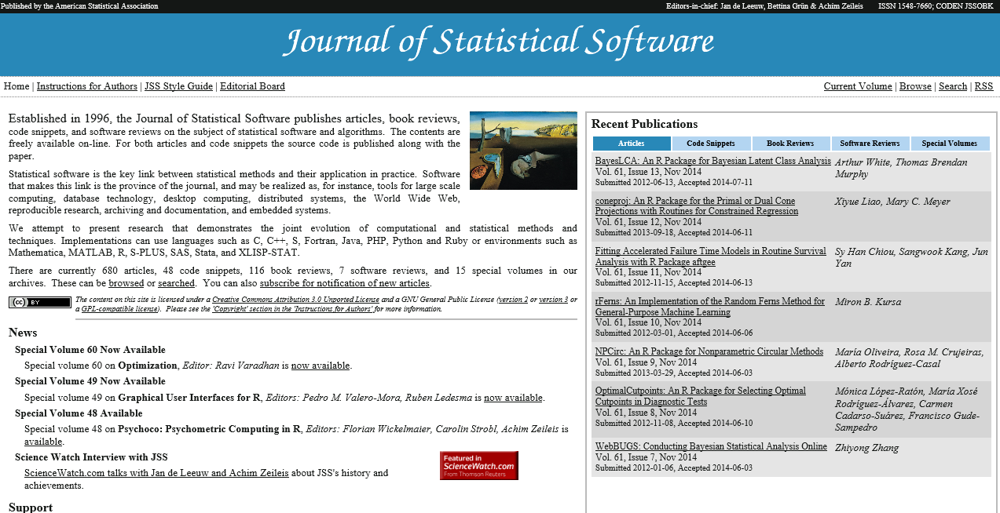 Published by the American Statistical Association
Editors-in-chief: Jan de Leeuw, Bettina Grün & Achim Zeileis ISSN 1548-7660; CODEN JSSOBK
Journal of Statistical Software
Home | Instructions for Authors | JSS Style Guide | Editorial Board
Current Volume | Browse | Search | RSS
Established in 1996, the Journal of Statistical Software publishes articles, book reviews,
code snippets, and software reviews on the subject of statistical software and algorithms. The contents are
freely available on-line. For both articles and code snippets the source code is published along with the
paper.
Statistical software is the key link between statistical methods and their application in practice. Software
that makes this link is the province of the journal, and may be realized as, for instance, tools for large scale
computing, database technology, desktop computing, distributed systems, the World Wide Web,
reproducible research, archiving and documentation, and embedded systems.
We attempt to present research that demonstrates the joint evolution of computational and statistical methods and
techniques. Implementations can use languages such as C, C++, S, Fortran, Java, PHP, Python and Ruby or environments such as
Mathematica, MATLAB, R, S-PLUS, SAS, Stata, and XLISP-STAT.
There are currently 680 articles, 48 code snippets, 116 book reviews, 7 software reviews, and 15 special volumes in our
archives. These can be browsed or searched. You can also subscribe for notification of new articles.
cc BY
The content on this site is licensed under a Creative Commons Attribution 3.0 Unported License and a GNU General Public License (version 2 or version 3 or
a GPL-compatible license). Please see the 'Copyright' section in the 'Instructions for Authors' for more information.
News
Special Volume 60 Now Available
Special volume 60 on Optimization, Editor: Ravi Varadhan is now available.
Special Volume 49 Now Available
Special volume 49 on Graphical User Interfaces for R, Editors: Pedro M. Valero-Mora, Ruben Ledesma is now available.
Special Volume 48 Available
Special volume 48 on Psychoco: Psychometric Computing in R, Editors: Florian Wickelmaier, Carolin Strobl, Achim Zeileis is
available.
Science Watch Interview with JSS
ScienceWatch.com talks with Jan de Leeuw and Achim Zeileis about JSS's history and
achievements.
Featured in
ScienceWatch.com
From Thomson Reuters
Support
Recent Publications
Articles Code Snippets Book Reviews Software Reviews Special Volumes
BayesLCA: An R Package for Bayesian Latent Class Analysis
Vol. 61, Issue 13, Nov 2014
Submitted 2012-06-13, Accepted 2014-07-11
Arthur White, Thomas Brendan
Murphy
coneproj: An R Package for the Primal or Dual Cone
Projections with Routines for Constrained Regression
Vol. 61, Issue 12, Nov 2014
Submitted 2013-09-18, Accepted 2014-06-11
Xiyue Liao, Mary C. Meyer
Fitting Accelerated Failure Time Models in Routine Survival
Analysis with R Package aftgee
Vol. 61, Issue 11, Nov 2014
Submitted 2012-11-15, Accepted 2014-06-13
Sy Han Chiou, Sangwook Kang, Jun
Yan
rFerns: An Implementation of the Random Ferns Method for
General-Purpose Machine Learning
Vol. 61, Issue 10, Nov 2014
Submitted 2012-03-01, Accepted 2014-06-06
Miron B. Kursa
NPCirc: An R Package for Nonparametric Circular Methods
Vol. 61, Issue 9, Nov 2014
Submitted 2013-03-29, Accepted 2014-06-03
María Oliveira, Rosa M. Crujeiras,
Alberto Rodríguez-Casal
OptimalCutpoints: An R Package for Selecting Optimal
Cutpoints in Diagnostic Tests
Vol. 61, Issue 8, Nov 2014
Submitted 2012-11-08, Accepted 2014-06-10
Mónica López-Ratón, María Xosé
Rodríguez-Álvarez, Carmen
Cadarso-Suárez, Francisco Gude-
Sampedro
WebBUGS: Conducting Bayesian Statistical Analysis Online
Vol. 61, Issue 7, Nov 2014
Submitted 2012-01-06, Accepted 2014-06-03
Zhiyong Zhang